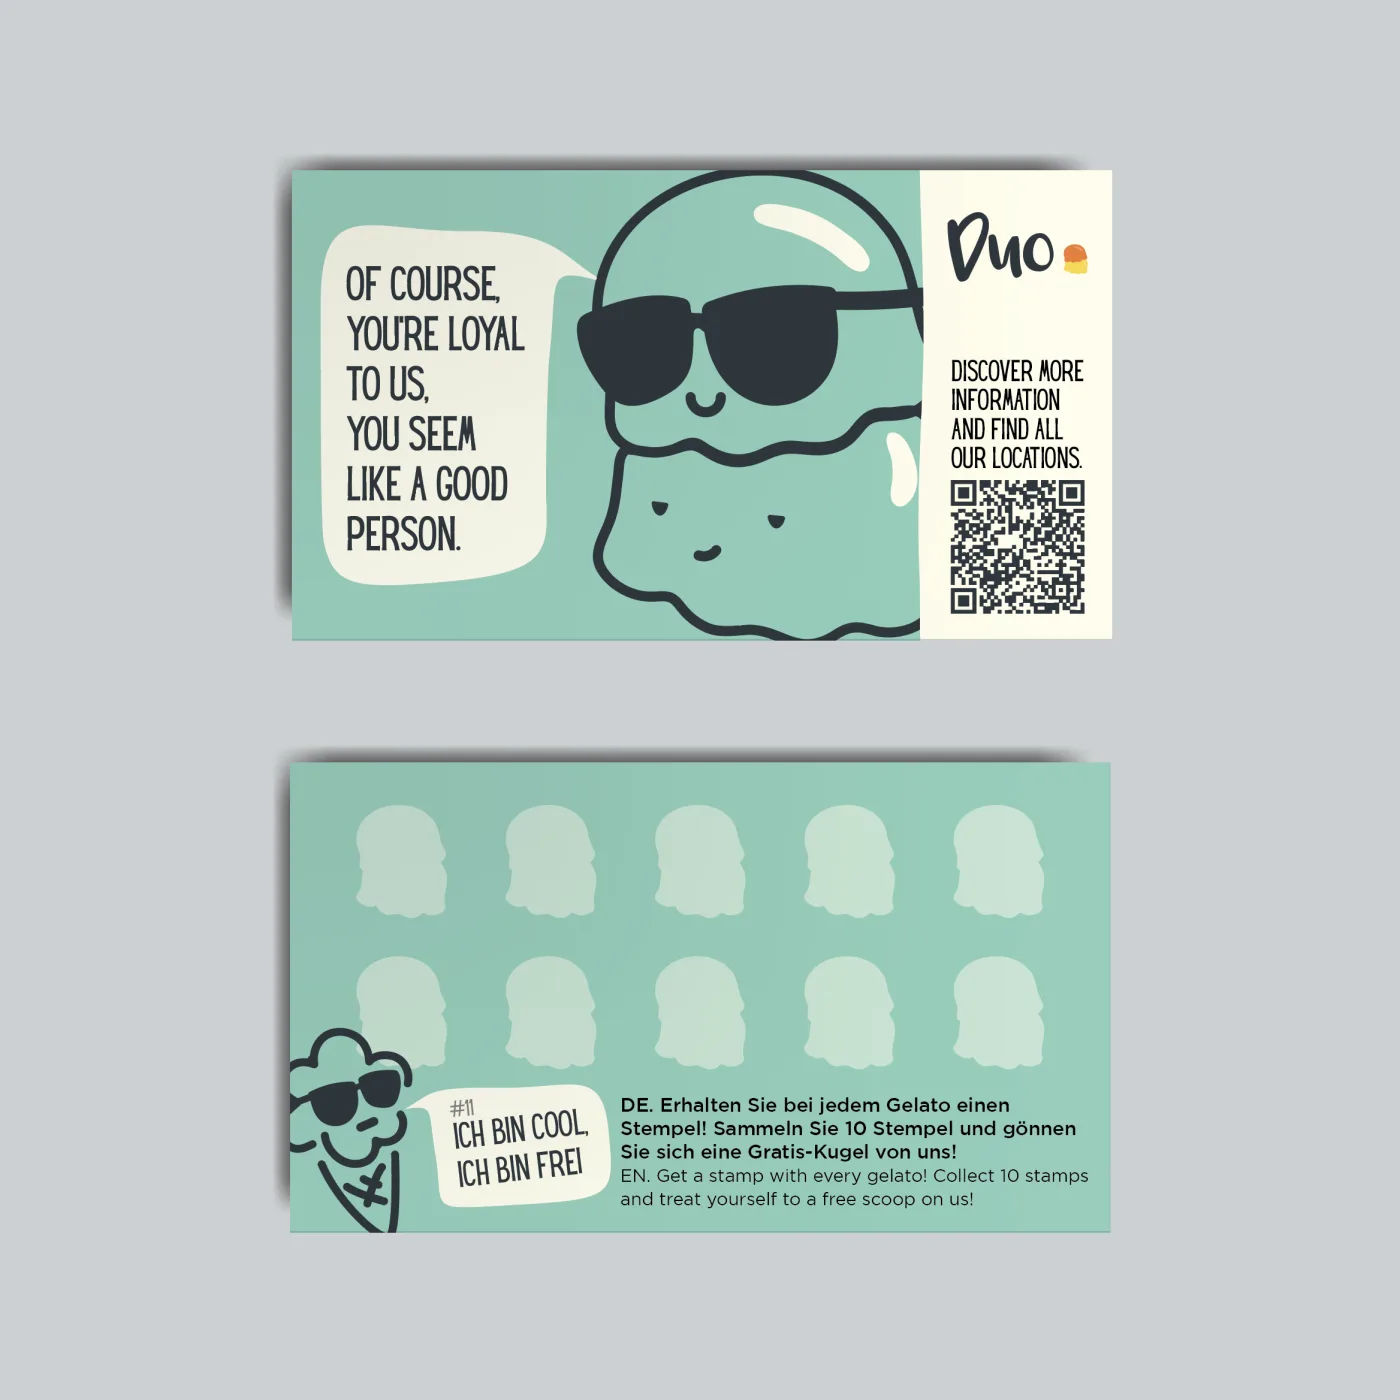 OF COURSE,
YOU'RE LOYAL
TO US,
YOU SEEM
LIKE A GOOD
PERSON.
Duo
DISCOVER MORE
INFORMATION
AND FIND ALL
OUR LOCATIONS.
#11
ICH BIN COOL,
ICH BIN FREI
DE. Erhalten Sie bei jedem Gelato einen
Stempel! Sammeln Sie 10 Stempel und gönnen
Sie sich eine Gratis-Kugel von uns!
EN. Get a stamp with every gelato! Collect 10 stamps
and treat yourself to a free scoop on us!